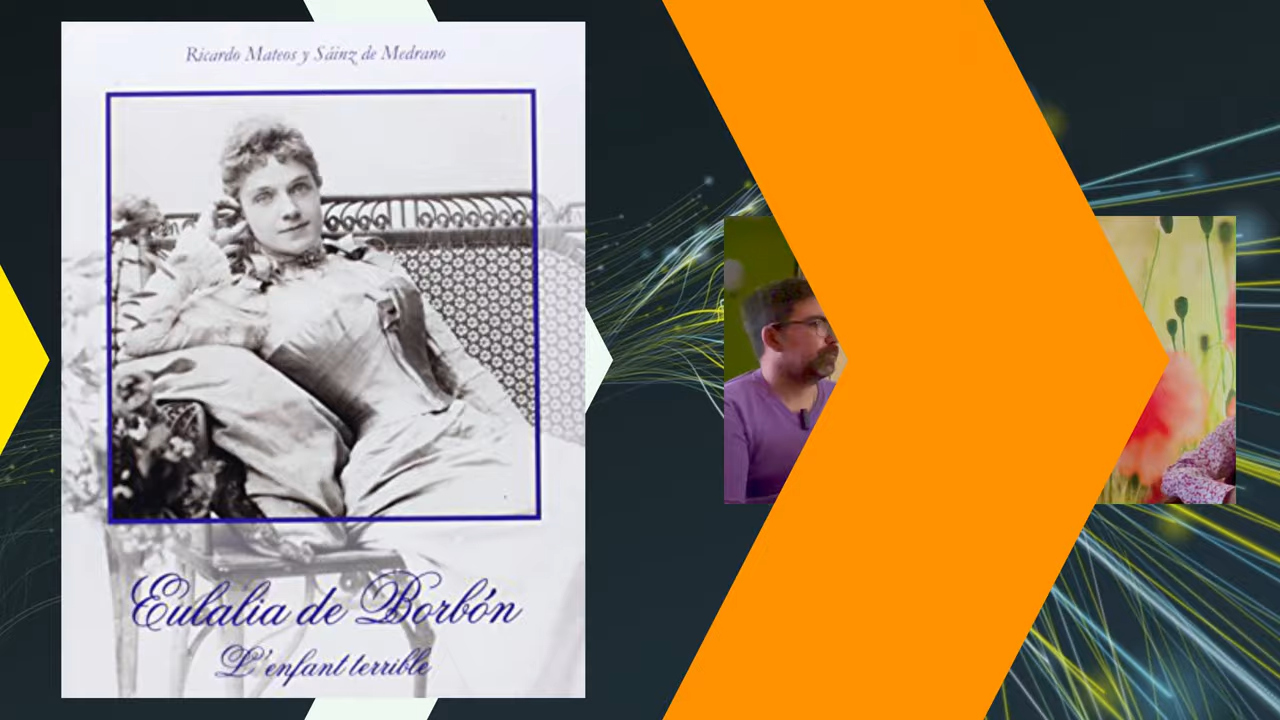 Ricardo Mateos y Sáinz de Medrano
Eulalia de Borbón
L'enfant terrible